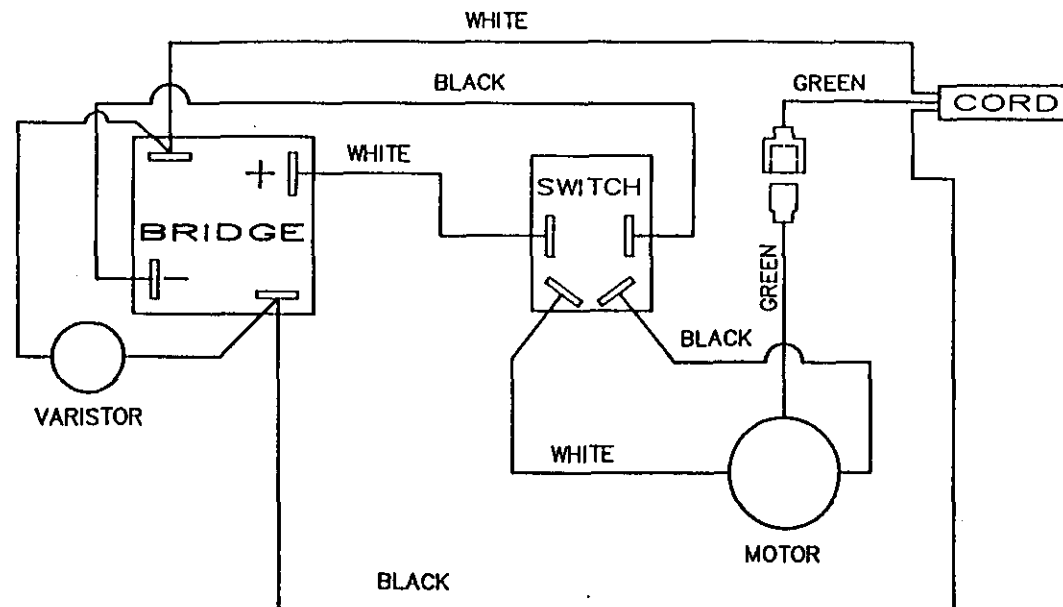 WHITE
BLACK
GREEN
CORD
WHITE
SWITCH
+
BRIDGE
GREEN
−
BLACK
VARISTOR
WHITE
MOTOR
BLACK